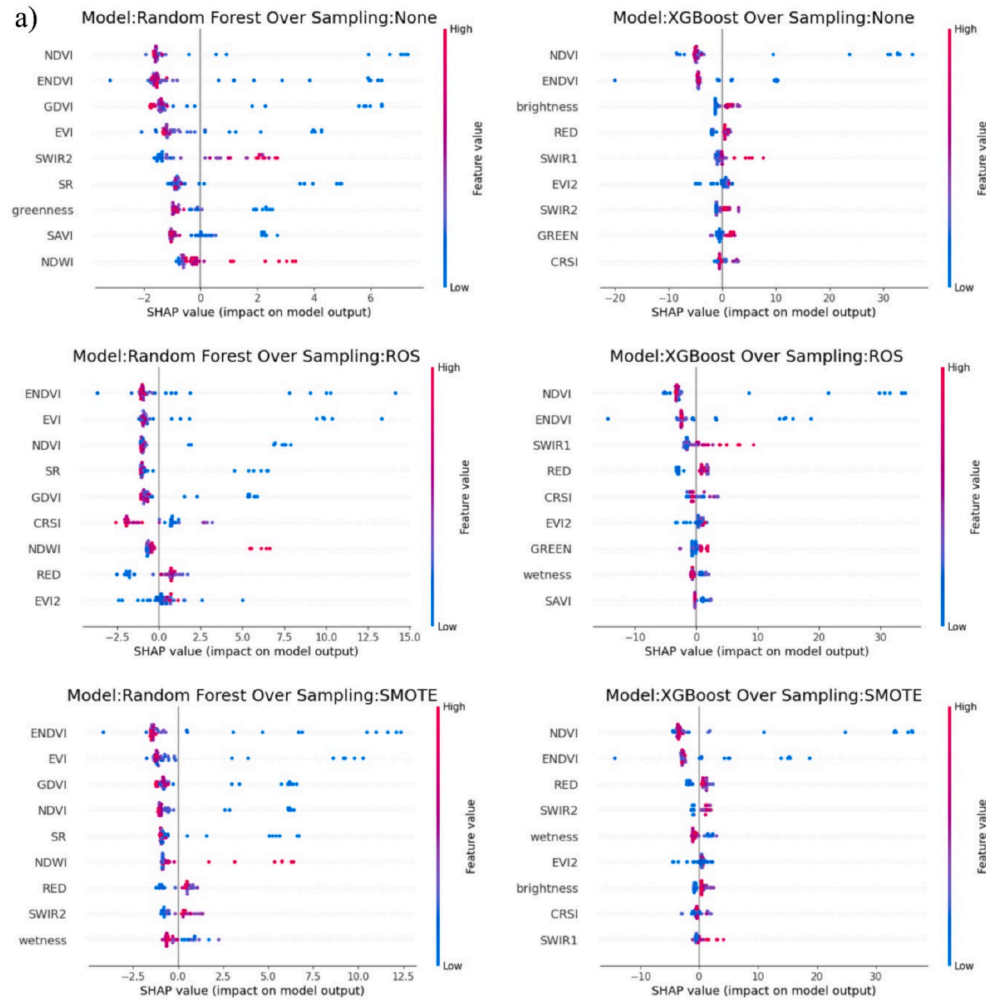 a)
Model:Random Forest Over Sampling:None
High
NDVI
ENDVI
GDVI
EVI
SWIR2
SR
greenness
SAVI
NDWI
Feature value
Low
−2 0 2 4 6
SHAP value (impact on model output)
Model:XGBoost Over Sampling:None
High
NDVI
ENDVI
brightness
RED
SWIR1
EVI2
SWIR2
GREEN
CRSI
Feature value
Low
−20 −10 0 10 20 30
SHAP value (impact on model output)
Model:Random Forest Over Sampling:ROS
High
ENDVI
EVI
NDVI
SR
GDVI
CRSI
NDWI
RED
EVI2
Feature value
Low
−2.5 0.0 2.5 5.0 7.5 10.0 12.5 15.0
SHAP value (impact on model output)
Model:XGBoost Over Sampling:ROS
High
NDVI
ENDVI
SWIR1
RED
CRSI
EVI2
GREEN
wetness
SAVI
Feature value
Low
−10 0 10 20 30
SHAP value (impact on model output)
Model:Random Forest Over Sampling:SMOTE
High
ENDVI
EVI
GDVI
NDVI
SR
NDWI
RED
SWIR2
wetness
Feature value
Low
−2.5 0.0 2.5 5.0 7.5 10.0 12.5
SHAP value (impact on model output)
Model:XGBoost Over Sampling:SMOTE
High
NDVI
ENDVI
RED
SWIR2
wetness
EVI2
brightness
CRSI
SWIR1
Feature value
Low
−10 0 10 20 30
SHAP value (impact on model output)